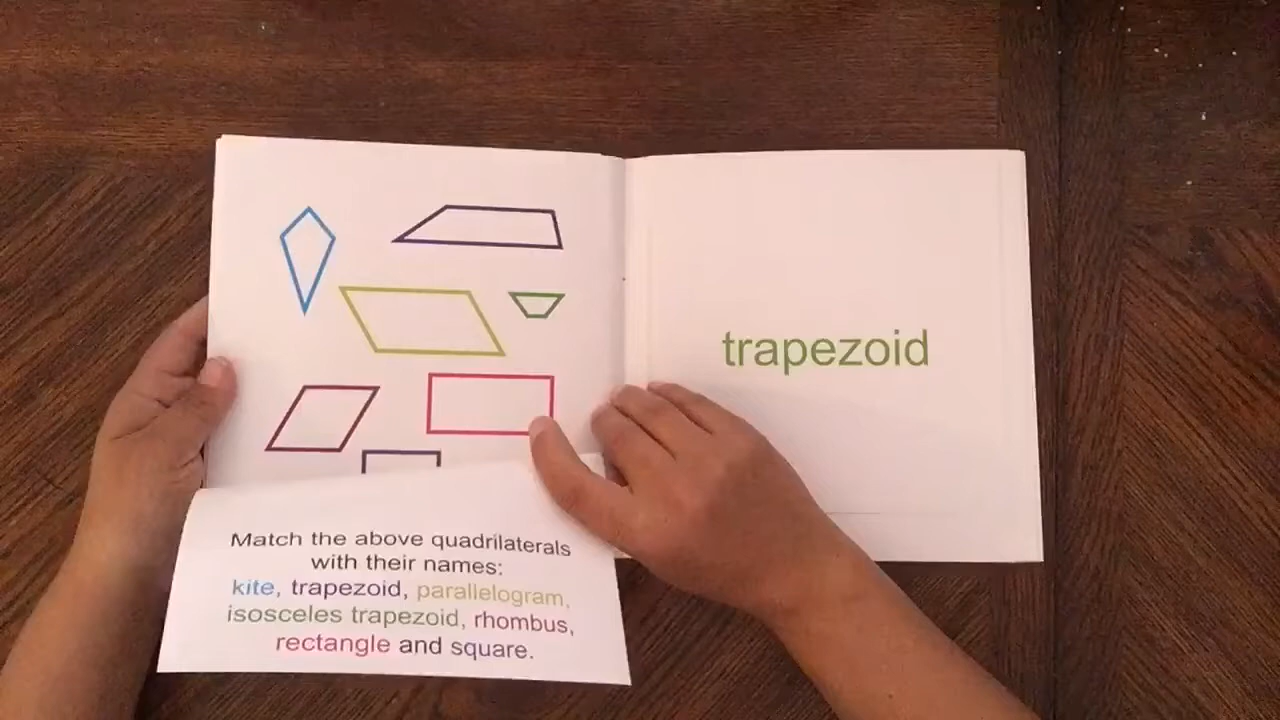 Match the above quadrilaterals
with their names:
kite, trapezoid, parallelogram,
isosceles trapezoid, rhombus,
rectangle and square.
trapezoid